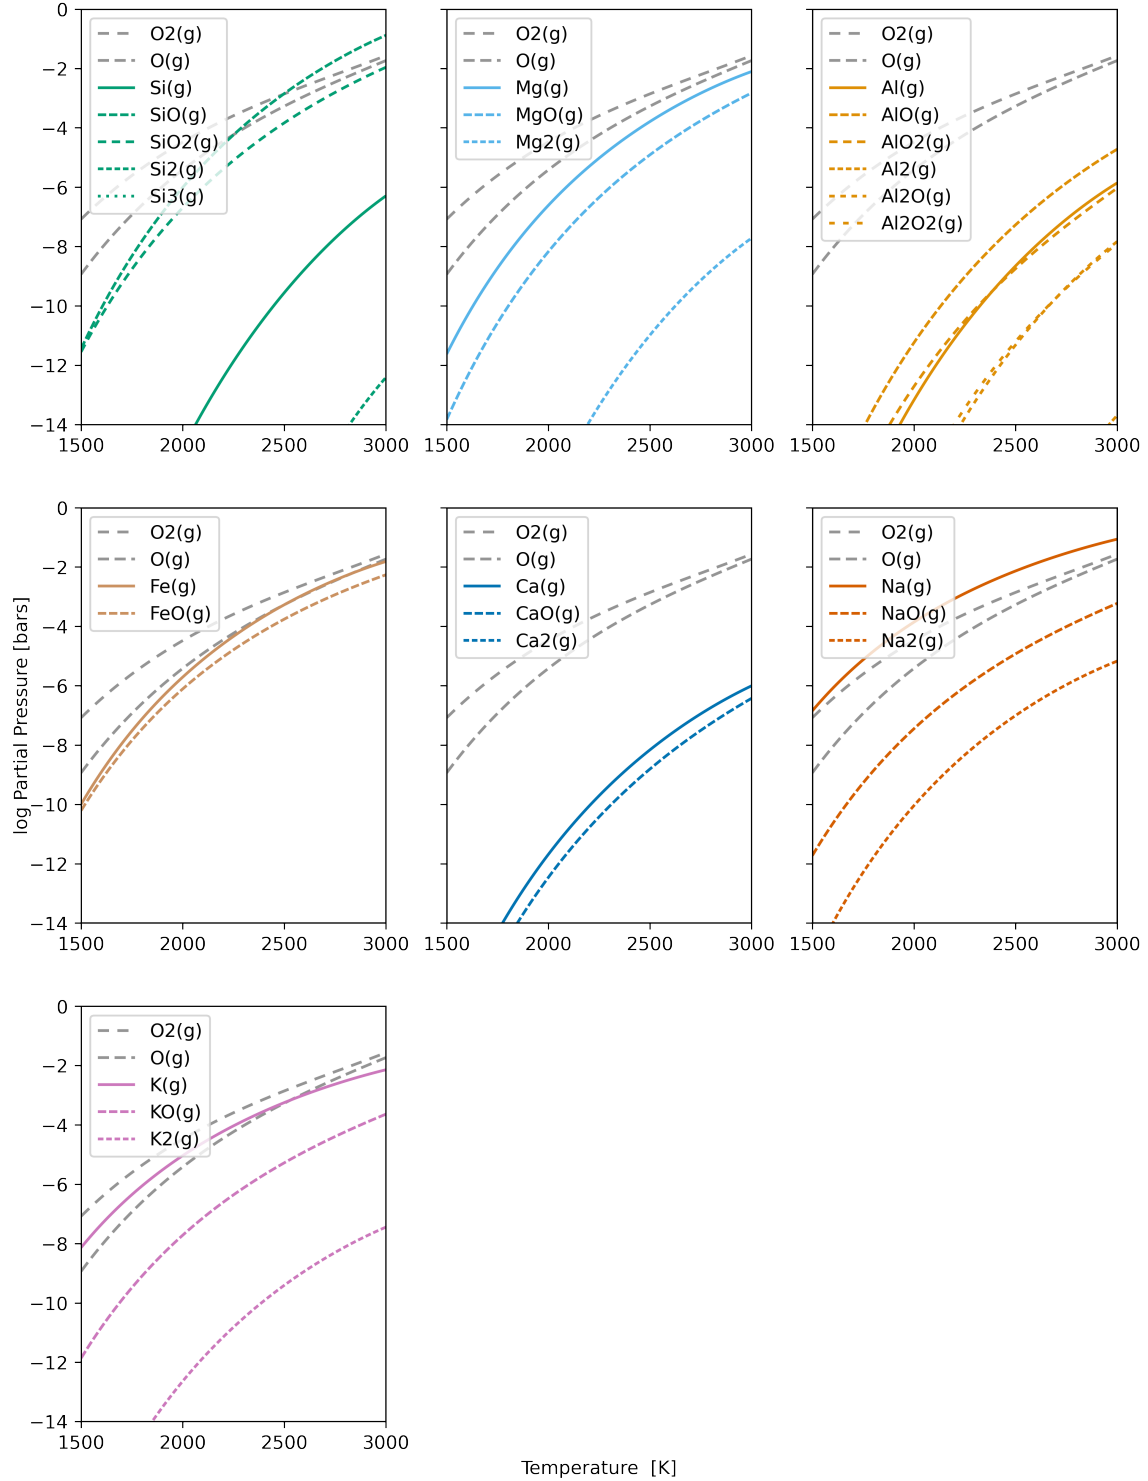 0
−2
−4
−6
−8
−10
−12
−14
1500
2000
2500
3000
O2(g)
O(g)
Si(g)
SiO(g)
SiO2(g)
Si2(g)
Si3(g)
1500
2000
2500
3000
O2(g)
O(g)
Mg(g)
MgO(g)
Mg2(g)
1500
2000
2500
3000
O2(g)
O(g)
Al(g)
AlO(g)
AlO2(g)
Al2(g)
Al2O(g)
Al2O2(g)
log Partial Pressure [bars]
0
−2
−4
−6
−8
−10
−12
−14
1500
2000
2500
3000
O2(g)
O(g)
Fe(g)
FeO(g)
1500
2000
2500
3000
O2(g)
O(g)
Ca(g)
CaO(g)
Ca2(g)
1500
2000
2500
3000
O2(g)
O(g)
Na(g)
NaO(g)
Na2(g)
0
−2
−4
−6
−8
−10
−12
−14
1500
2000
2500
3000
O2(g)
O(g)
K(g)
KO(g)
K2(g)
Temperature [K]